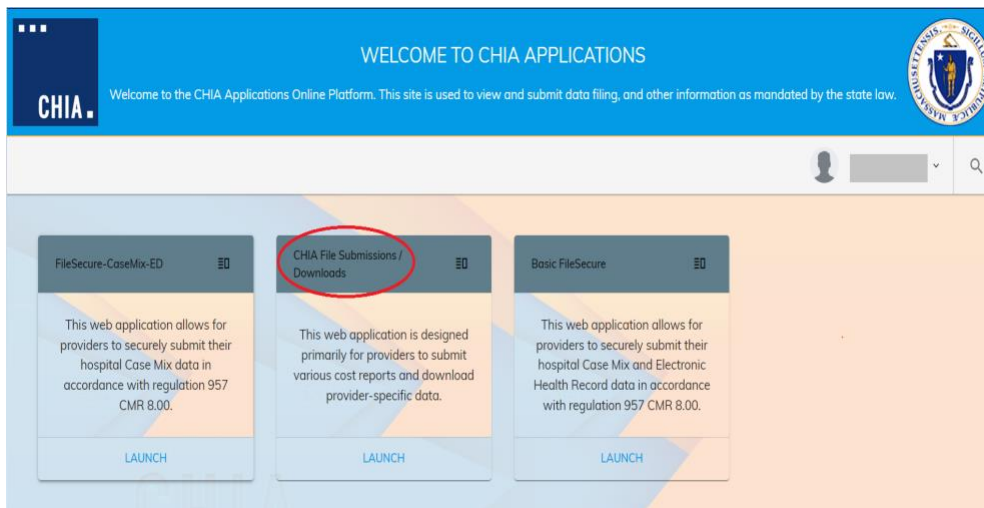 WELCOME TO CHIA APPLICATIONS
CHIA.
Welcome to the CHIA Applications Online Platform. This site is used to view and submit data filing, and other information as mandated by the state law.
FileSecure-CaseMix-ED
This web application allows for
providers to securely submit their
hospital Case Mix data in
accordance with regulation 957
CMR 8.00.
LAUNCH
CHIA File Submissions /
Downloads
This web application is designed
primarily for providers to submit
various cost reports and download
provider-specific data.
LAUNCH
Basic FileSecure
This web application allows for
providers to securely submit their
hospital Case Mix and Electronic
Health Record data in accordance
with regulation 957 CMR 8.00.
LAUNCH